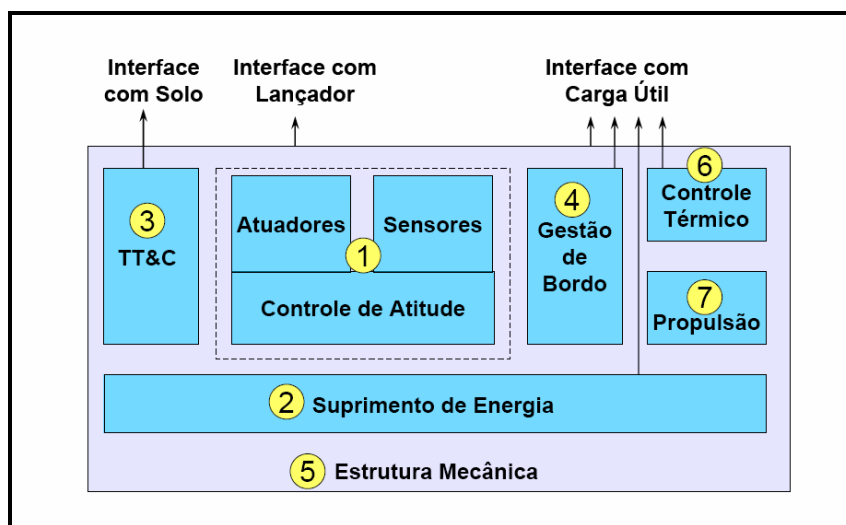 Interface
com Solo
Interface com
Lançador
Interface com
Carga Útil
3
TT&C
Atuadores
Sensores
1
Controle de Atitude
4
Gestão
de
Bordo
6
Controle
Térmico
7
Propulsão
2 Suprimento de Energia
5 Estrutura Mecânica